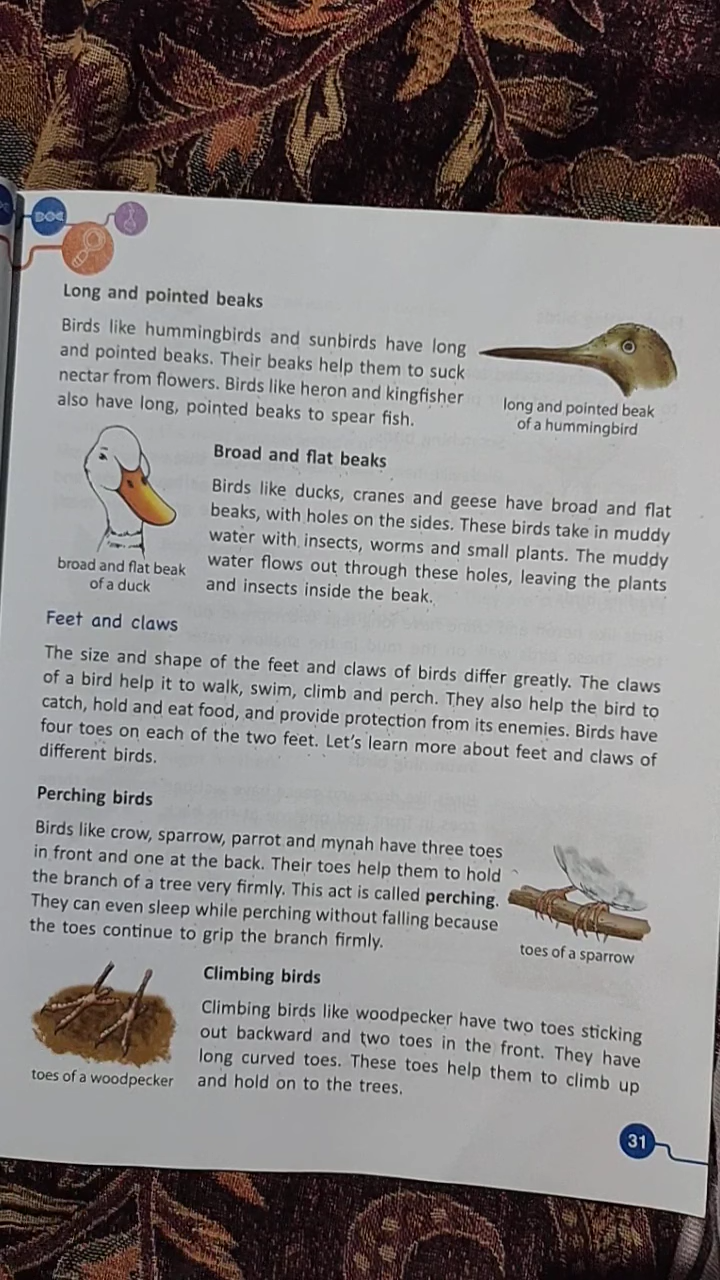 Long and pointed beaks
Birds like hummingbirds and sunbirds have long
and pointed beaks. Their beaks help them to suck
nectar from flowers. Birds like heron and kingfisher
also have long, pointed beaks to spear fish.
long and pointed beak
of a hummingbird
Broad and flat beaks
Birds like ducks, cranes and geese have broad and flat
beaks, with holes on the sides. These birds take in muddy
water with insects, worms and small plants. The muddy
water flows out through these holes, leaving the plants
and insects inside the beak.
broad and flat beak
of a duck
Feet and claws
The size and shape of the feet and claws of birds differ greatly. The claws
of a bird help it to walk, swim, climb and perch. They also help the bird to
catch, hold and eat food, and provide protection from its enemies. Birds have
four toes on each of the two feet. Let's learn more about feet and claws of
different birds.
Perching birds
Birds like crow, sparrow, parrot and mynah have three toes
in front and one at the back. Their toes help them to hold
the branch of a tree very firmly. This act is called perching.
They can even sleep while perching without falling because
the toes continue to grip the branch firmly.
toes of a sparrow
Climbing birds
Climbing birds like woodpecker have two toes sticking
out backward and two toes in the front. They have
long curved toes. These toes help them to climb up
and hold on to the trees.
toes of a woodpecker
31